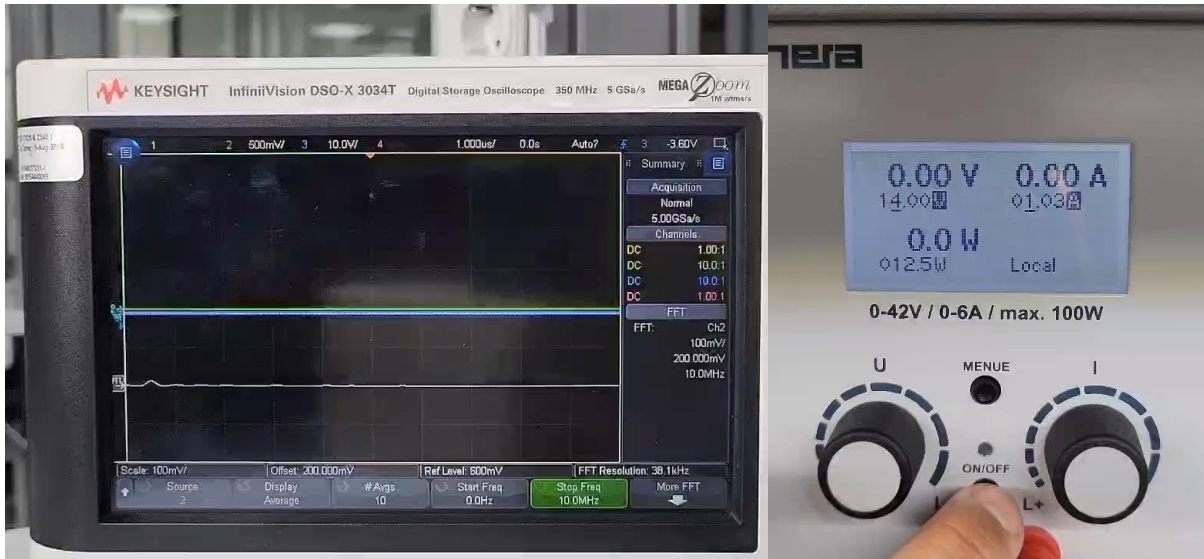 KEYSIGHT InfiniiVision DSO-X 3034T Digital Storage Oscilloscope 350 MHz 5 GSa/s MEGA Zoom
1M wfms/s
1 2 500mV/ 3 10.0V/ 4 1.000us/ 0.0s Auto? 3 -3.60V
Summary
Acquisition
Normal
5.00GSa/s
Channels
DC 1.00:1
DC 10.0:1
DC 10.0:1
DC 1.00:1
FFT
FFT: Ch2
100mV/
200.000mV
10.0MHz
Scale: 100mV/ Offset: 200.000mV Ref Level: 600mV FFT Resolution: 38.1kHz
Source
2
Display
Average
# Avgs
10
Start Freq
0.0Hz
Stop Freq
10.0MHz
More FFT
nera
0.00 V 0.00 A
14.00 01.03A
0.0 W
012.5W Local
0-42V / 0-6A / max. 100W
U MENUE I
ON/OFF
L+